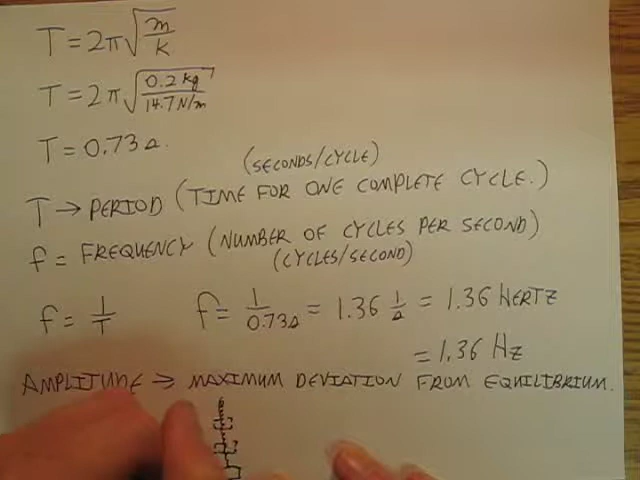 T = 2π√(m/k)
T = 2π√(0.2 kg/14.7 N/m)
T = 0.73 s.
(SECONDS/CYCLE)
T → PERIOD (TIME FOR ONE COMPLETE CYCLE.)
f = FREQUENCY (NUMBER OF CYCLES PER SECOND)
(CYCLES/SECOND)
f = 1/T f = 1/0.73s = 1.36 1/s = 1.36 HERTZ
= 1.36 Hz
AMPLITUDE → MAXIMUM DEVIATION FROM EQUILIBRIUM.